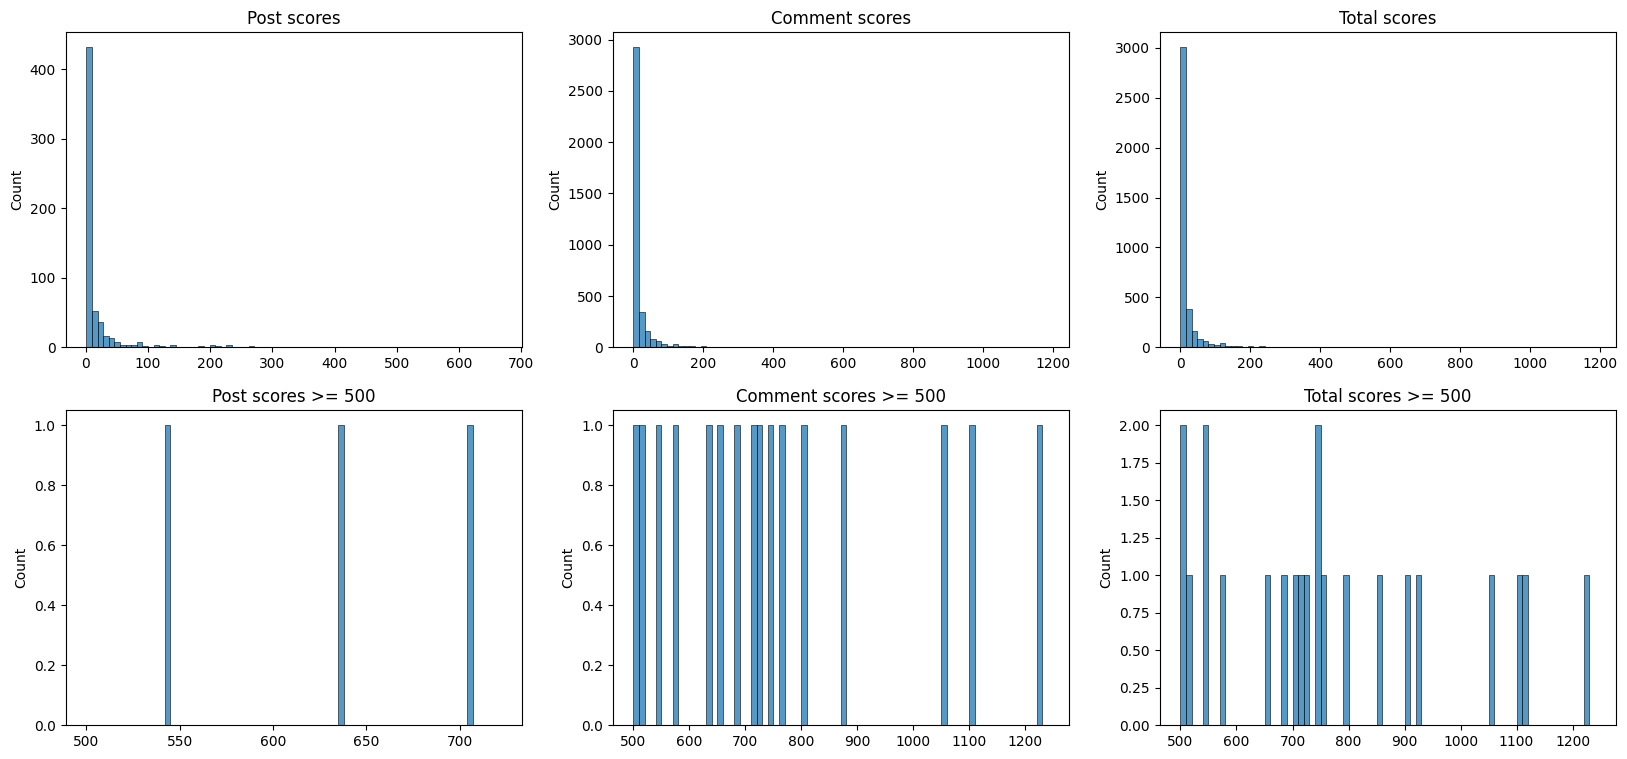 Post scores
Comment scores
Total scores
Count
400
300
200
100
0
0 100 200 300 400 500 600 700
Count
3000
2500
2000
1500
1000
500
0
0 200 400 600 800 1000 1200
Count
3000
2500
2000
1500
1000
500
0
0 200 400 600 800 1000 1200
Post scores >= 500
Comment scores >= 500
Total scores >= 500
Count
1.0
0.8
0.6
0.4
0.2
0.0
500 550 600 650 700
Count
1.0
0.8
0.6
0.4
0.2
0.0
500 600 700 800 900 1000 1100 1200
Count
2.00
1.75
1.50
1.25
1.00
0.75
0.50
0.25
0.00
500 600 700 800 900 1000 1100 1200